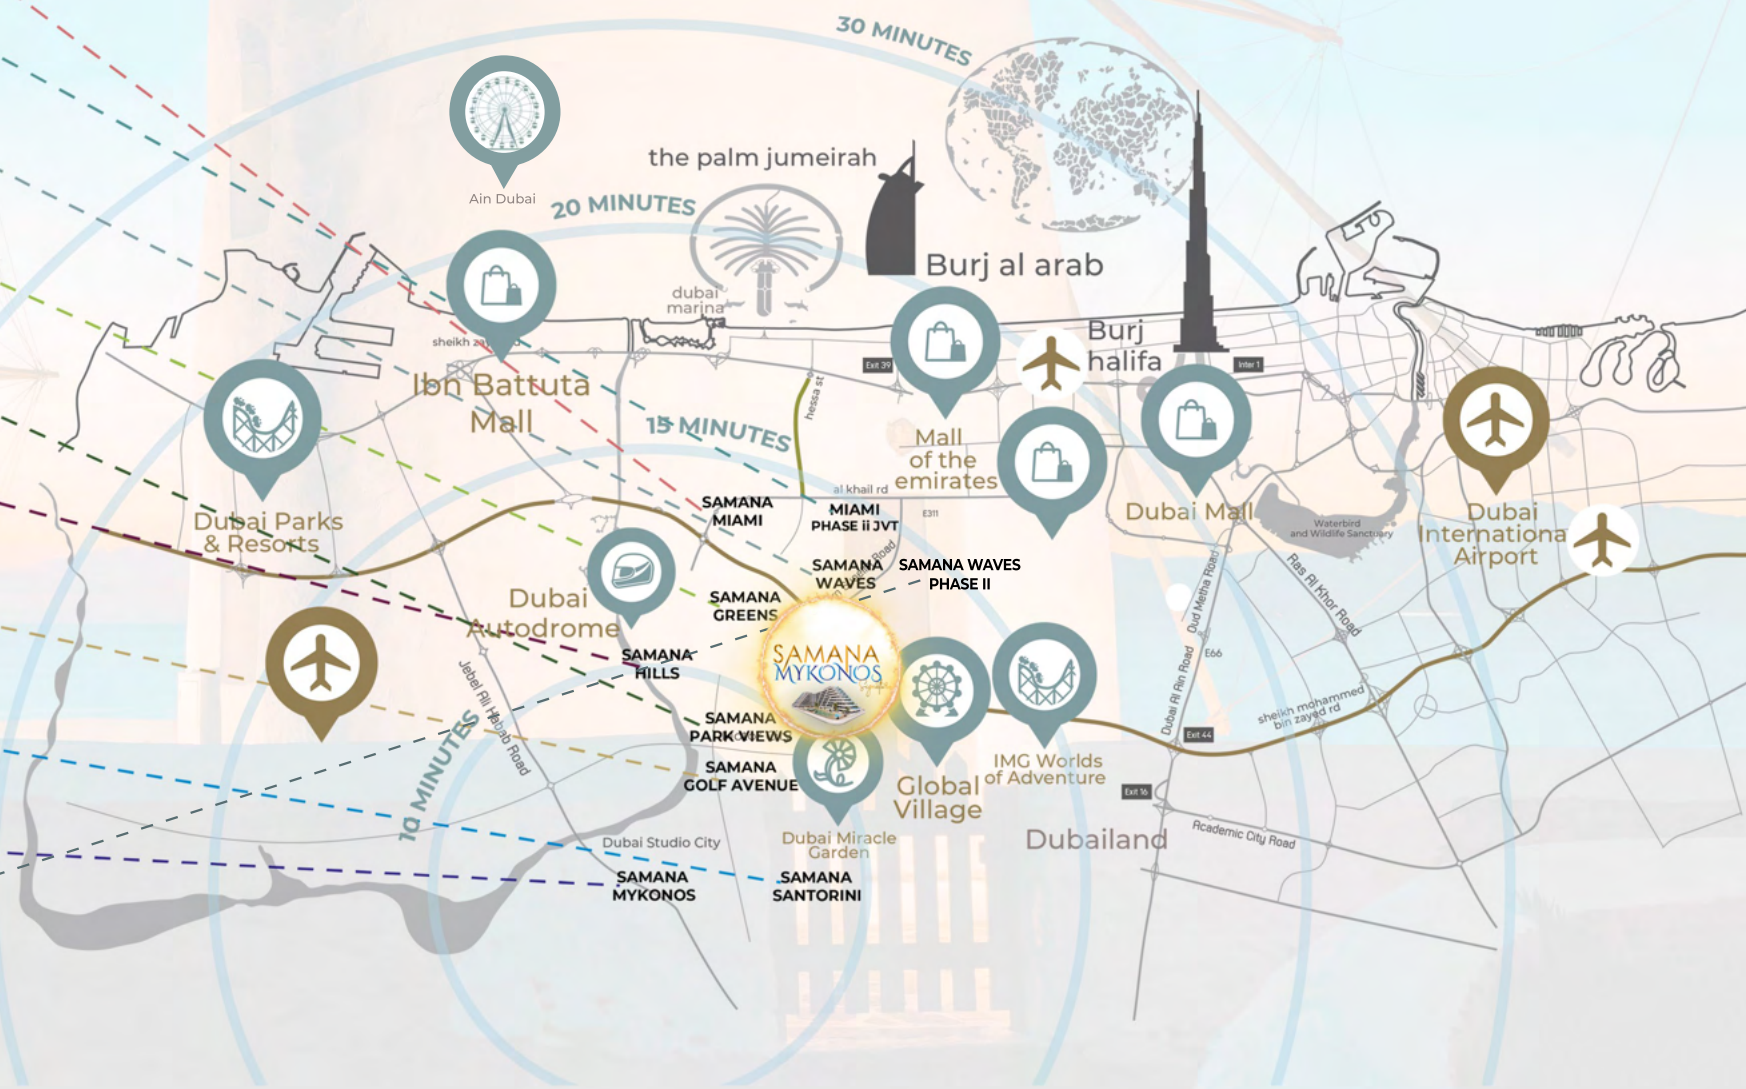 30 MINUTES
the palm jumeirah
Ain Dubai
20 MINUTES
Burj al arab
dubai
marina
Burj
halifa
Exit 39
Inter 1
Ibn Battuta
Mall
hessa st
15 MINUTES
Mall
of the
emirates
al khail rd
E311
Dubai Mall
Waterbird
and Wildlife Sanctuary
Dubai
Internationa
Airport
Dubai Parks
& Resorts
SAMANA
MIAMI
MIAMI
PHASE ii JVT
SAMANA
WAVES
SAMANA WAVES
PHASE II
Road
Ras Al Khor Road
Oud Metha Road
E66
Dubai
Autodrome
SAMANA
GREENS
SAMANA
HILLS
SAMANA
MYKONOS
Jebel Ali Habab Road
Dubai Al Ain Road
sheikh mohammed
bin zayed rd
Exit 44
SAMANA
PARK VIEWS
SAMANA
GOLF AVENUE
10 MINUTES
Global
Village
IMG Worlds
of Adventure
Exit 16
Dubai Miracle
Garden
Dubailand
Academic City Road
Dubai Studio City
SAMANA
MYKONOS
SAMANA
SANTORINI